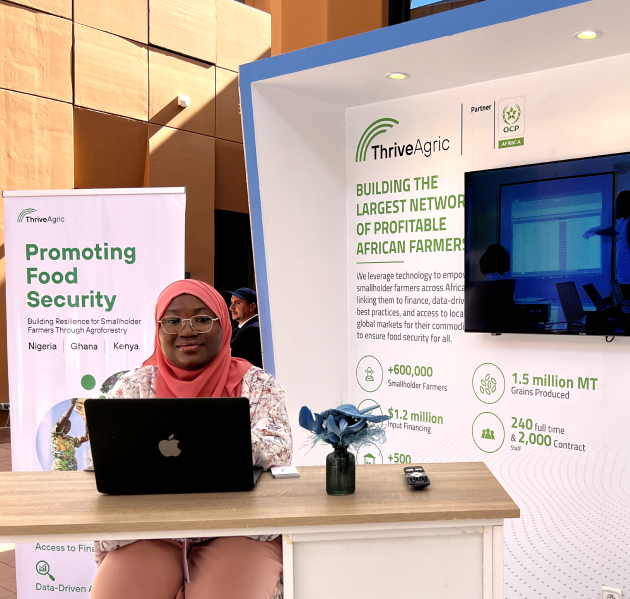 ThriveAgric
Promoting
Food
Security
Building Resilience for Smallholder
Farmers Through Agroforestry
Nigeria | Ghana | Kenya
Access to Fina
Data-Driven A
ThriveAgric
Partner
OCP
AFRICA
BUILDING THE
LARGEST NETWOR
OF PROFITABLE
AFRICAN FARMERS
We leverage technology to empo
smallholder farmers across Africa
linking them to finance, data-driv
best practices, and access to local
global markets for their commod
to ensure food security for all.
+600,000
Smallholder Farmers
$1.2 million
Input Financing
+500
1.5 million MT
Grains Produced
240 full time
& 2,000 Contract
Staff